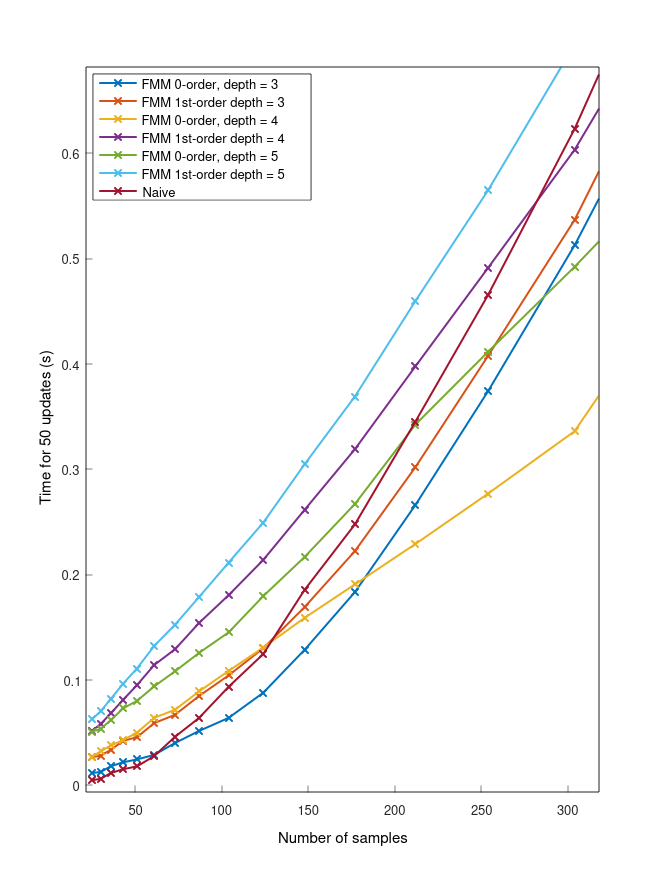 FMM 0-order, depth = 3
FMM 1st-order depth = 3
FMM 0-order, depth = 4
FMM 1st-order depth = 4
FMM 0-order, depth = 5
FMM 1st-order depth = 5
Naive
0.6
0.5
0.4
0.3
0.2
0.1
0
Time for 50 updates (s)
50 100 150 200 250 300
Number of samples